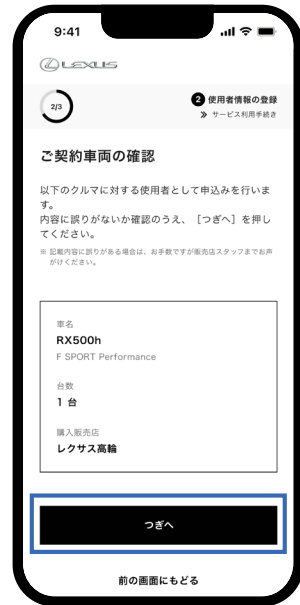 9:41
LEXUS
2/3
2 使用者情報の登録
≫ サービス利用手続き
ご契約車両の確認
以下のクルマに対する使用者として申込みを行いま
す。
内容に誤りがないか確認のうえ、［つぎへ］を押し
てください。
※ 記載内容に誤りがある場合は、お手数ですが販売店スタッフまでお声
がけください。
車名
RX500h
F SPORT Performance
台数
1 台
購入販売店
レクサス高輪
つぎへ
前の画面にもどる